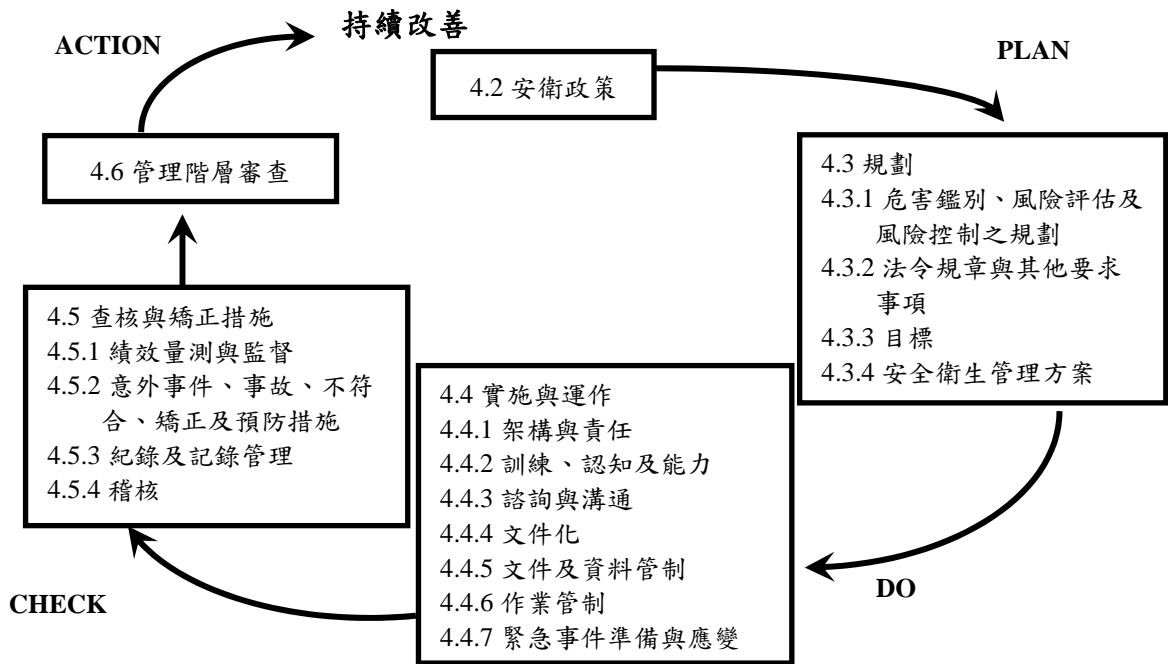 持續改善
ACTION
PLAN
4.2 安衛政策
4.6 管理階層審查
4.3 規劃
4.3.1 危害鑑別、風險評估及
風險控制之規劃
4.3.2 法令規章與其他要求
事項
4.3.3 目標
4.3.4 安全衛生管理方案
4.5 查核與矯正措施
4.5.1 績效量測與監督
4.5.2 意外事件、事故、不符
合、矯正及預防措施
4.5.3 紀錄及記錄管理
4.5.4 稽核
4.4 實施與運作
4.4.1 架構與責任
4.4.2 訓練、認知及能力
4.4.3 諮詢與溝通
4.4.4 文件化
4.4.5 文件及資料管制
4.4.6 作業管制
4.4.7 緊急事件準備與應變
DO
CHECK